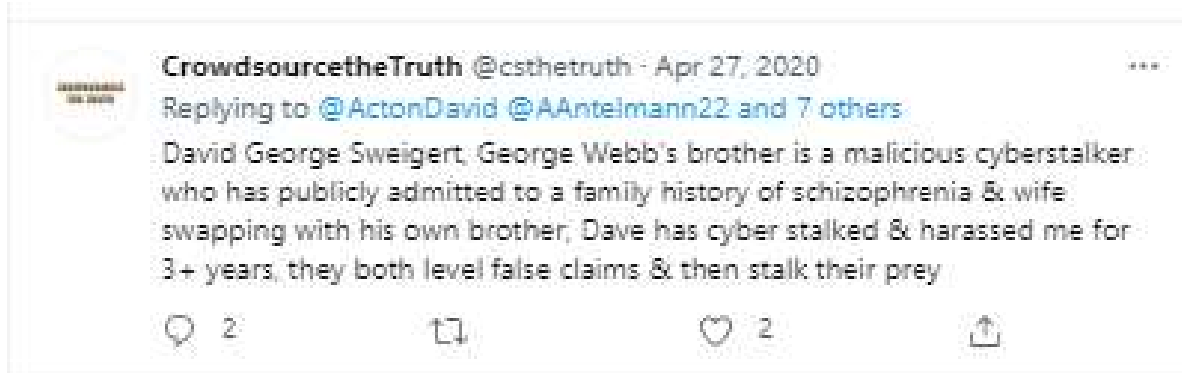 CrowdsourcetheTruth @csthetruth · Apr 27, 2020
Replying to @ActonDavid @AAntelmann22 and 7 others
David George Sweigert, George Webb's brother is a malicious cyberstalker
who has publicly admitted to a family history of schizophrenia & wife
swapping with his own brother, Dave has cyber stalked & harassed me for
3+ years, they both level false claims & then stalk their prey
2
2